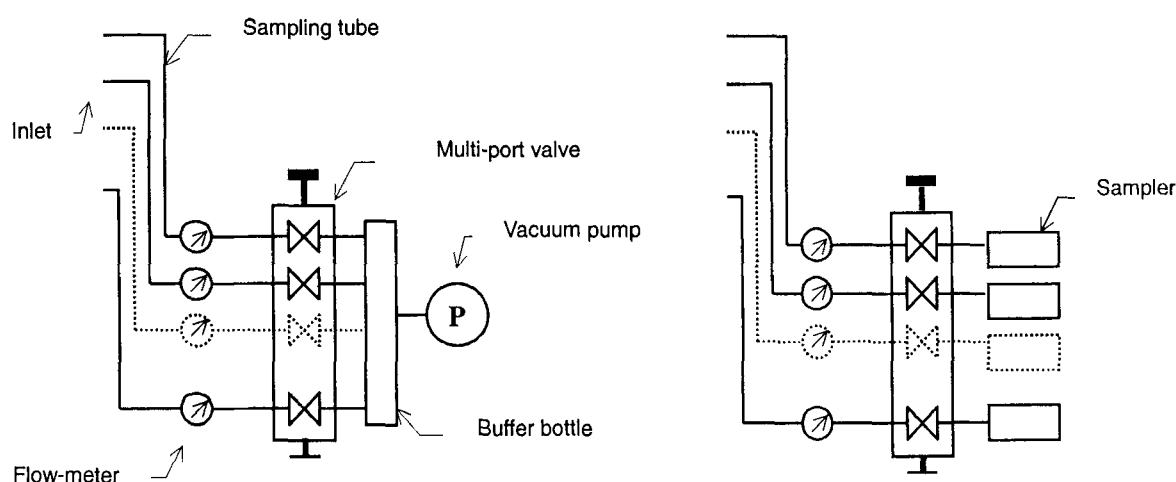 Sampling tube
Inlet
Multi-port valve
Sampler
Vacuum pump
P
Buffer bottle
Flow-meter